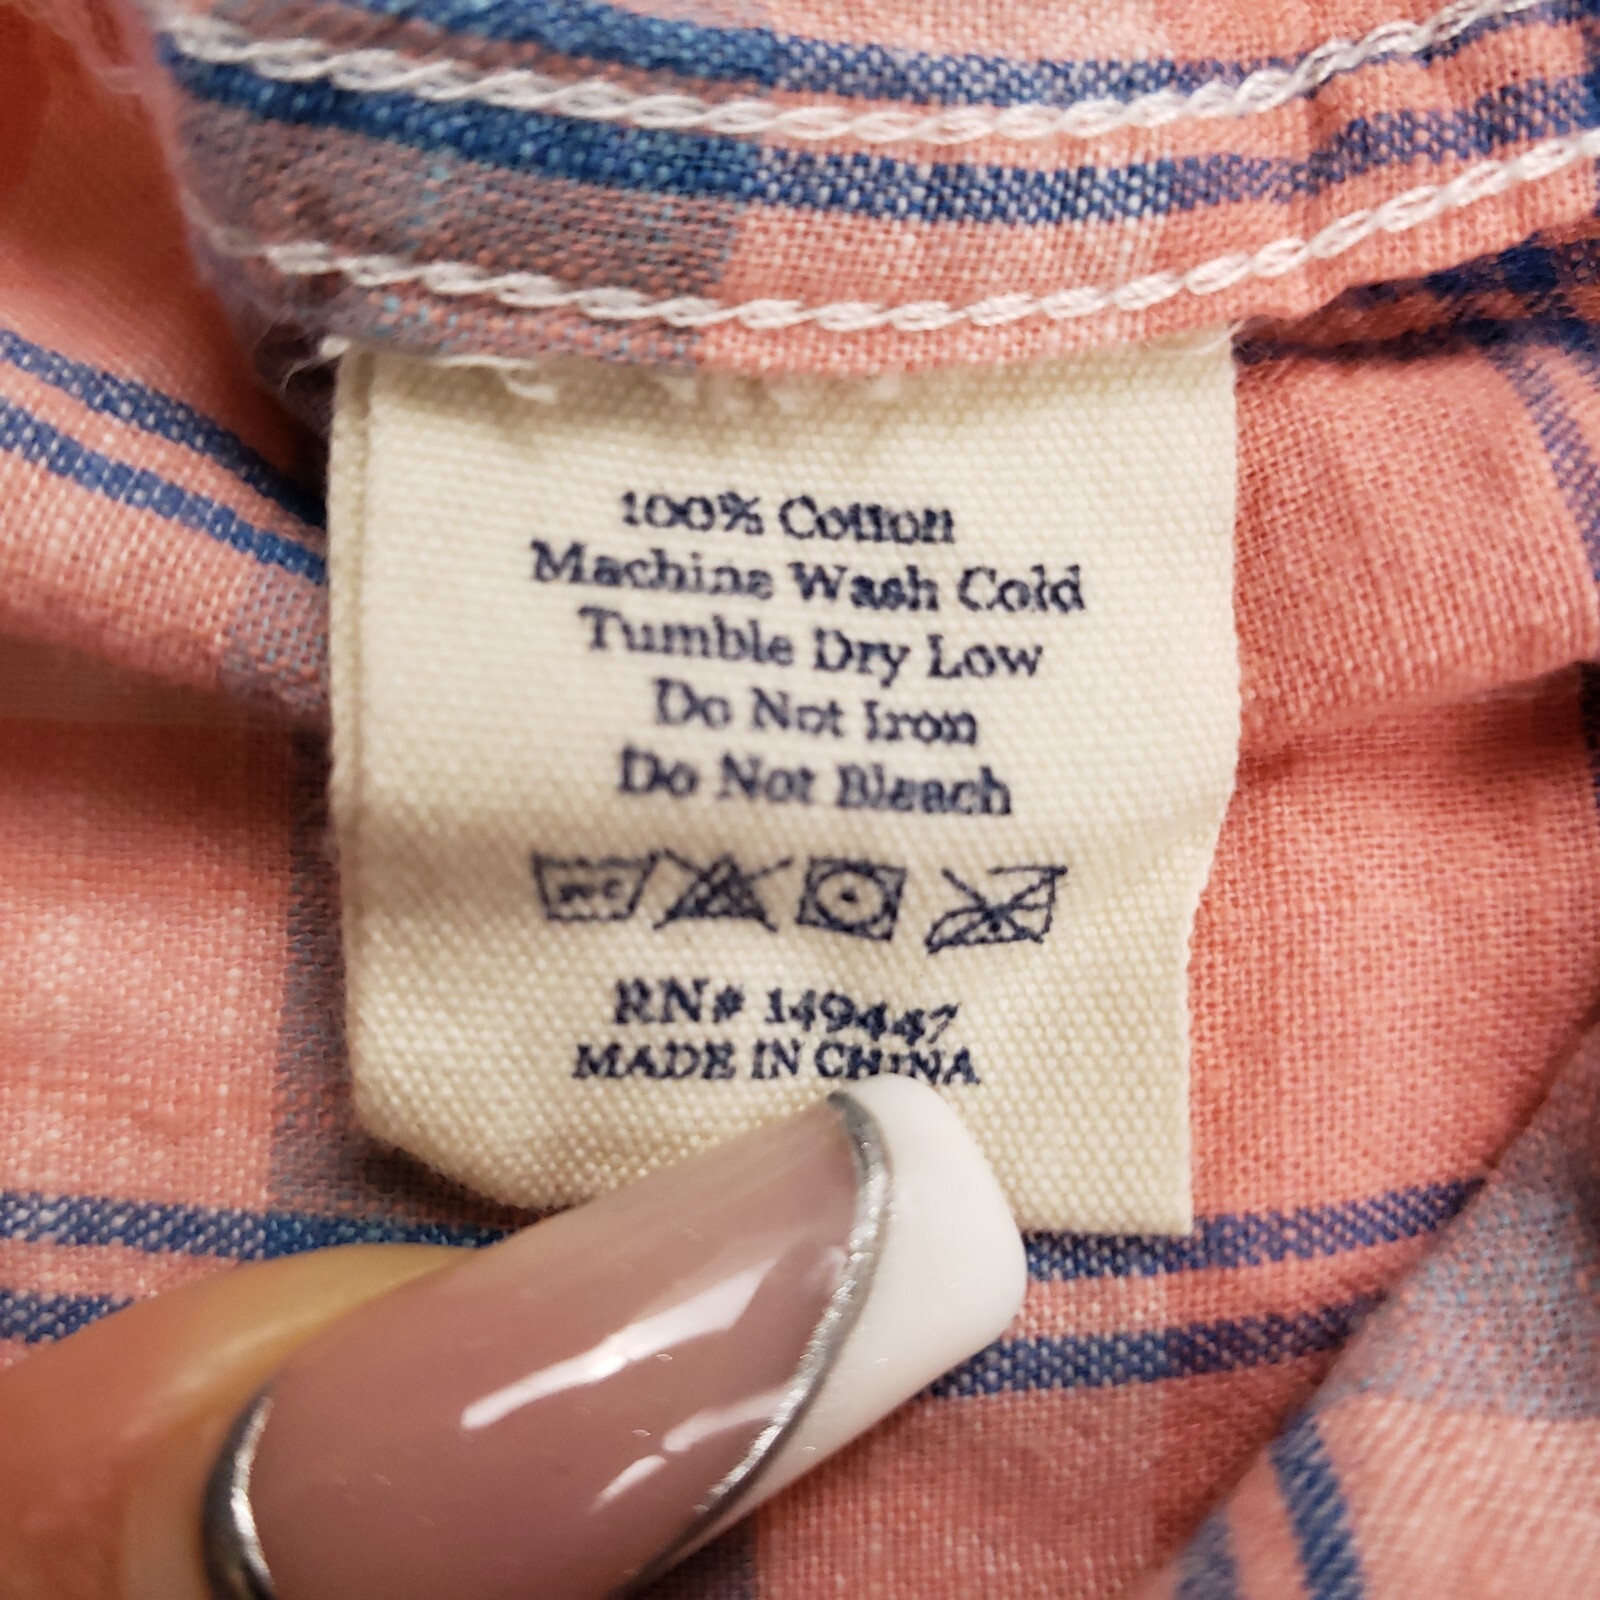 100% Cotton
Machine Wash Cold
Tumble Dry Low
Do Not Iron
Do Not Bleach
RN# 149447
MADE IN CHINA